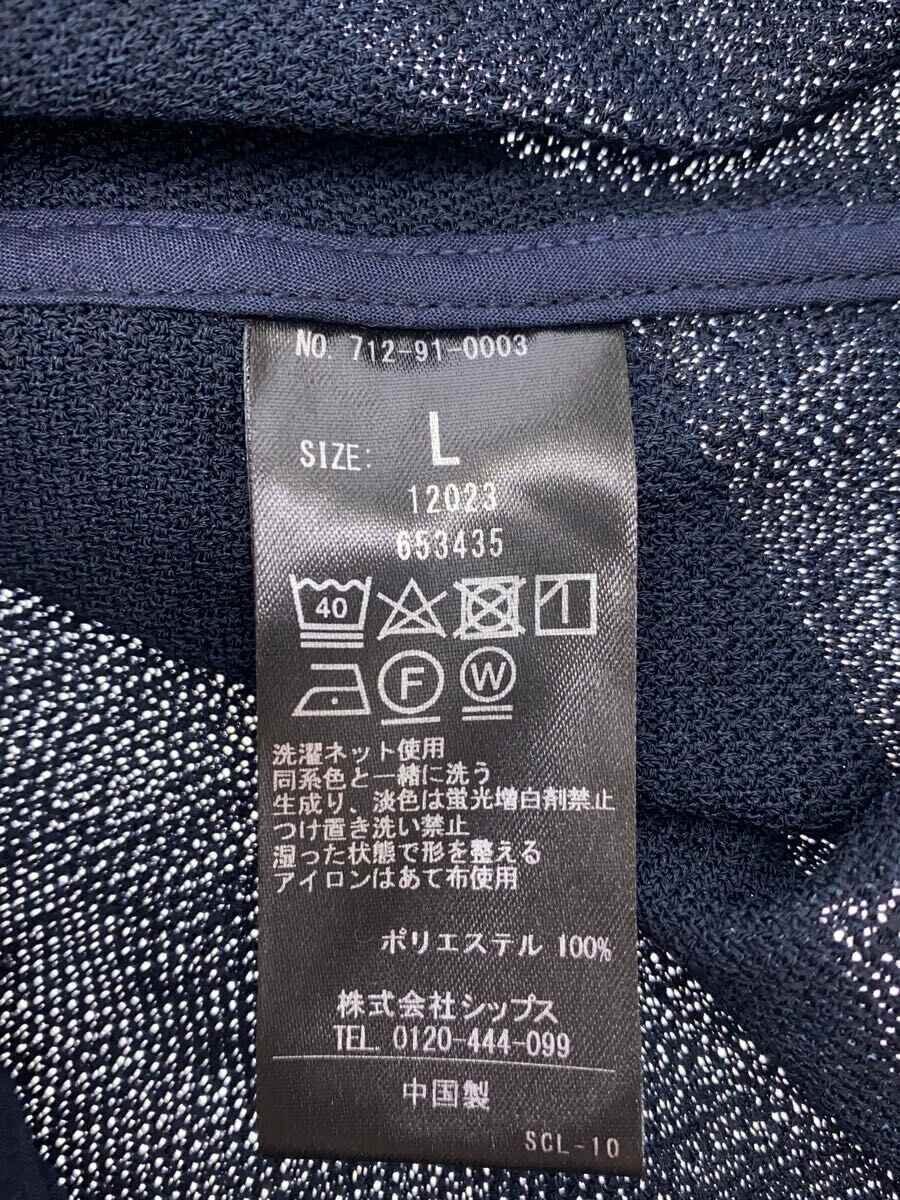 NO. 712-91-0003
SIZE: L
12023
653435
40
F W
洗濯ネット使用
同系色と一緒に洗う
生成り、淡色は蛍光増白剤禁止
つけ置き洗い禁止
湿った状態で形を整える
アイロンはあて布使用
ポリエステル 100%
株式会社シップス
TEL. 0120-444-099
中国製
SCL-10